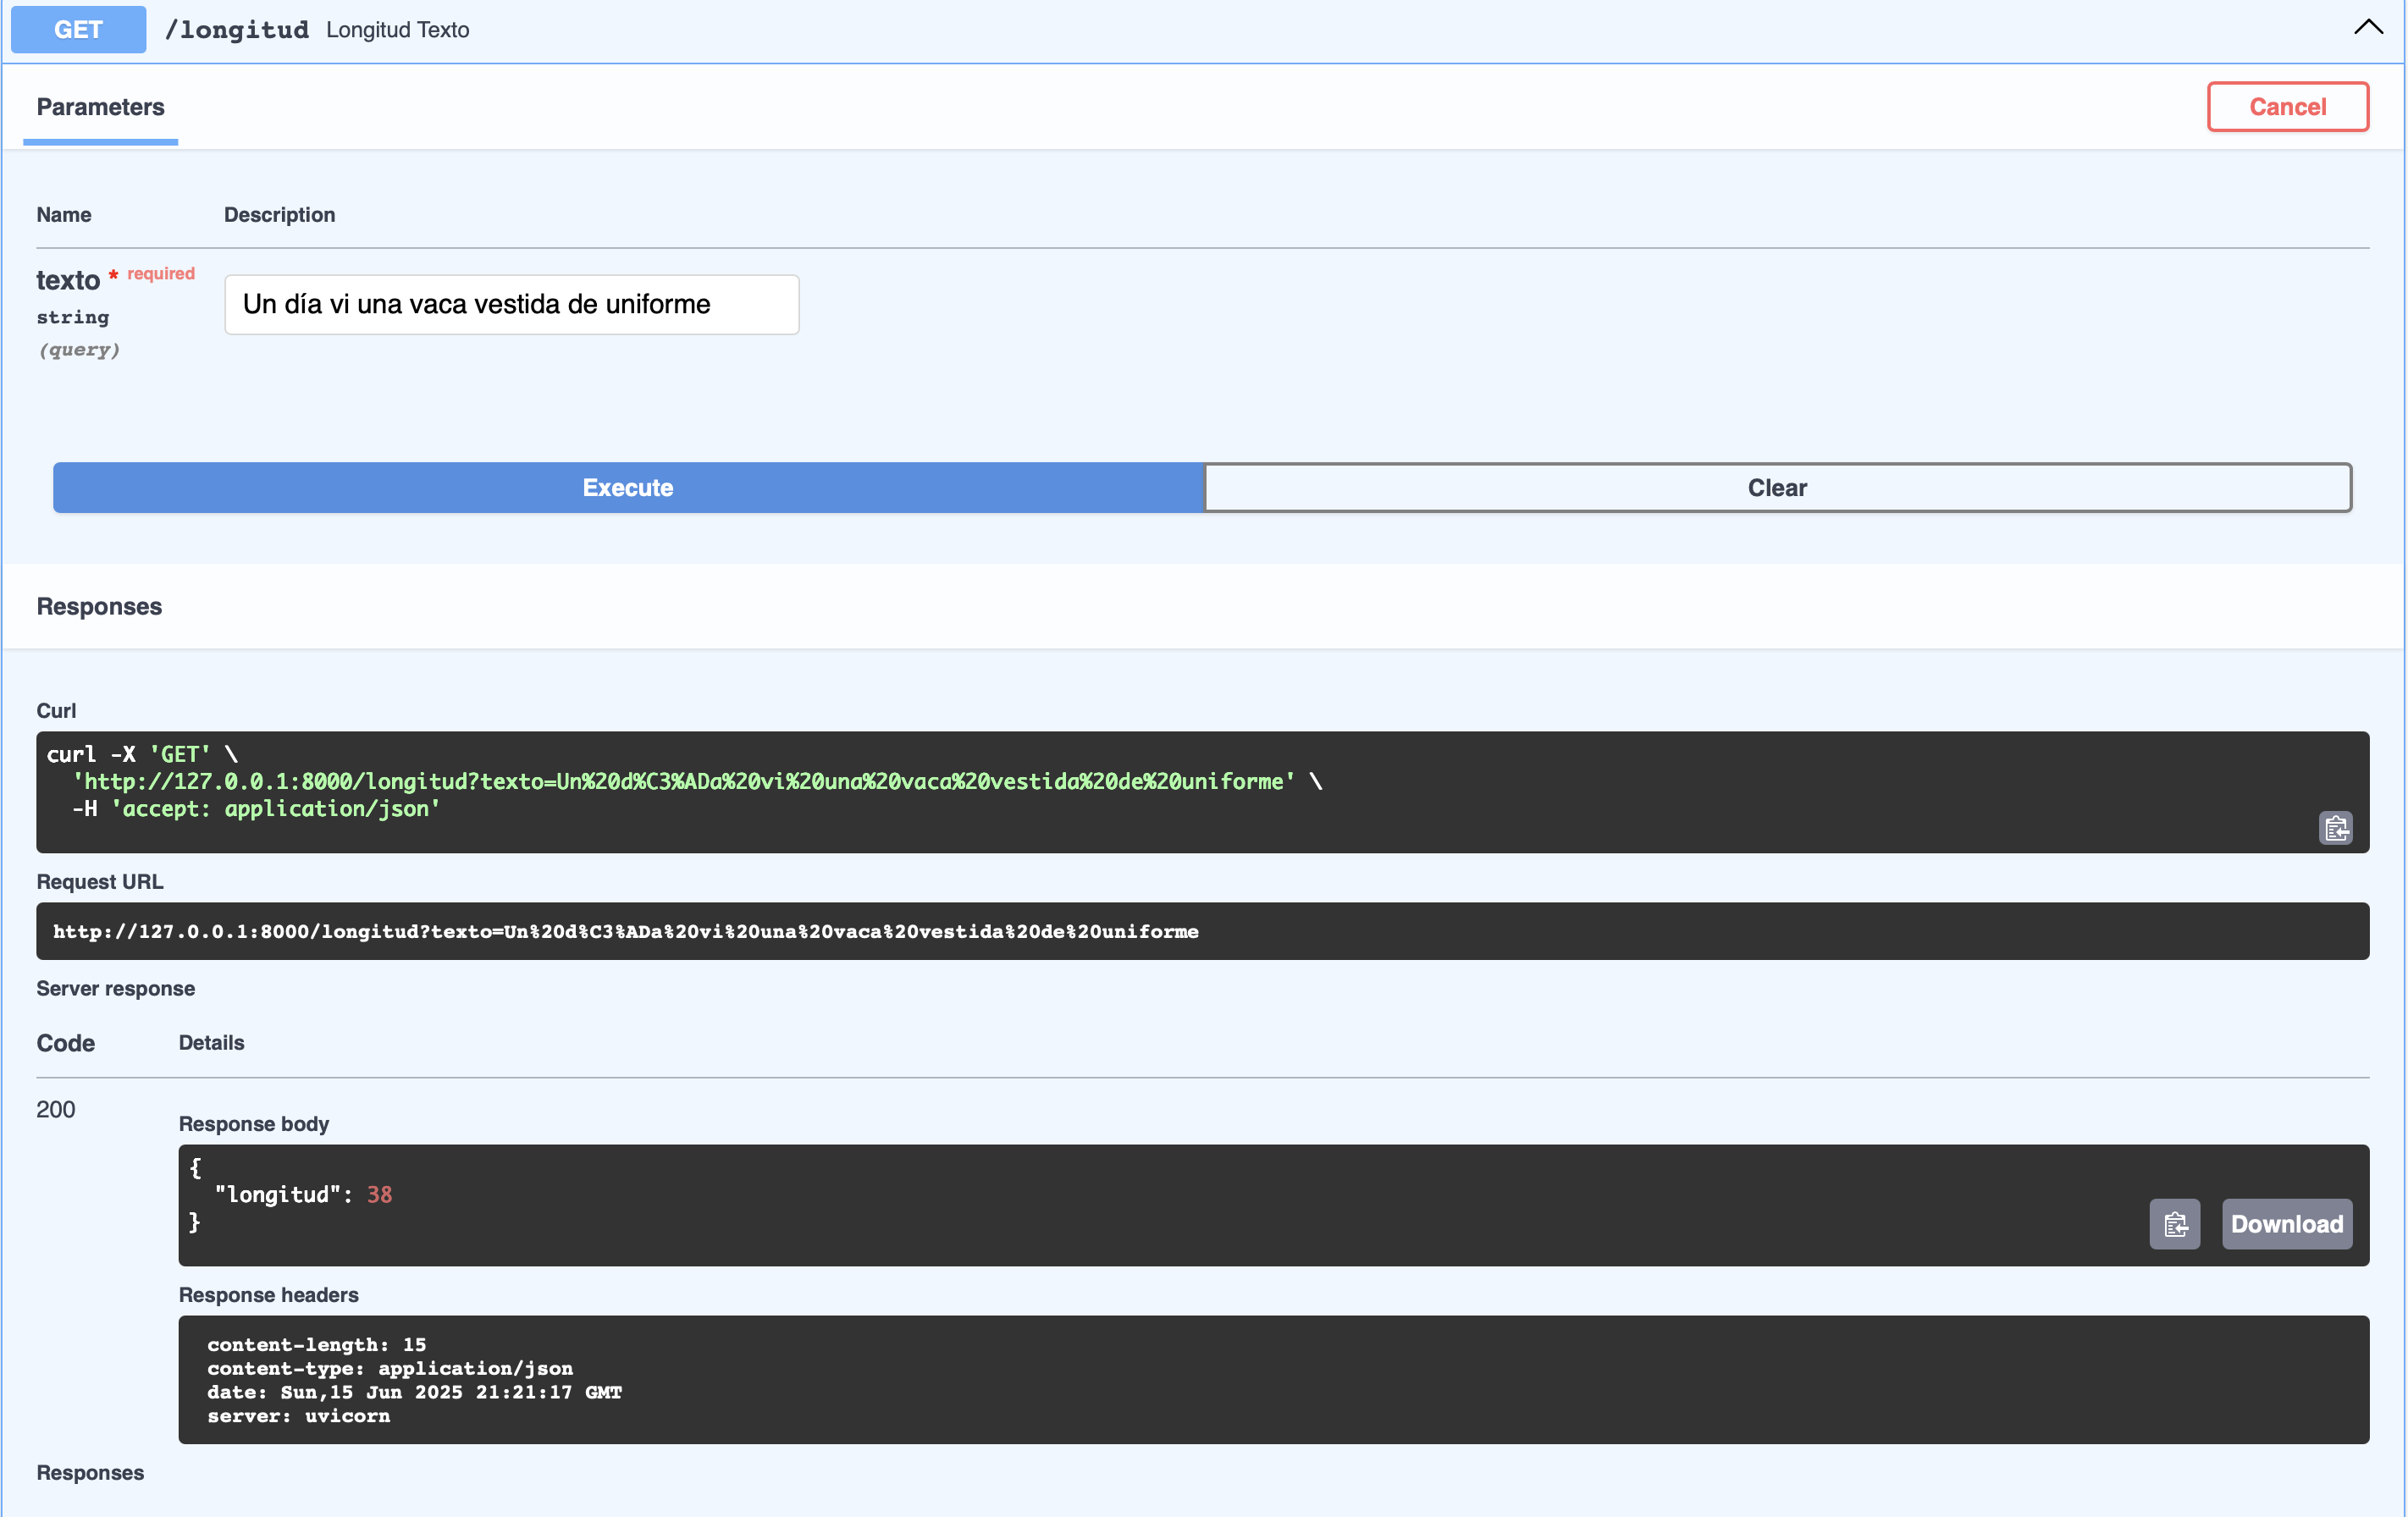 GET /longitud Longitud Texto
Parameters
Cancel
Name Description
texto * required
string
(query)
Un día vi una vaca vestida de uniforme
Execute
Clear
Responses
Curl
curl -X 'GET' \
'http://127.0.0.1:8000/longitud?texto=Un%20d%C3%ADa%20vi%20una%20vaca%20vestida%20de%20uniforme' \
-H 'accept: application/json'
Request URL
http://127.0.0.1:8000/longitud?texto=Un%20d%C3%ADa%20vi%20una%20vaca%20vestida%20de%20uniforme
Server response
Code Details
200
Response body
{
"longitud": 38
}
Download
Response headers
content-length: 15
content-type: application/json
date: Sun,15 Jun 2025 21:21:17 GMT
server: uvicorn
Responses